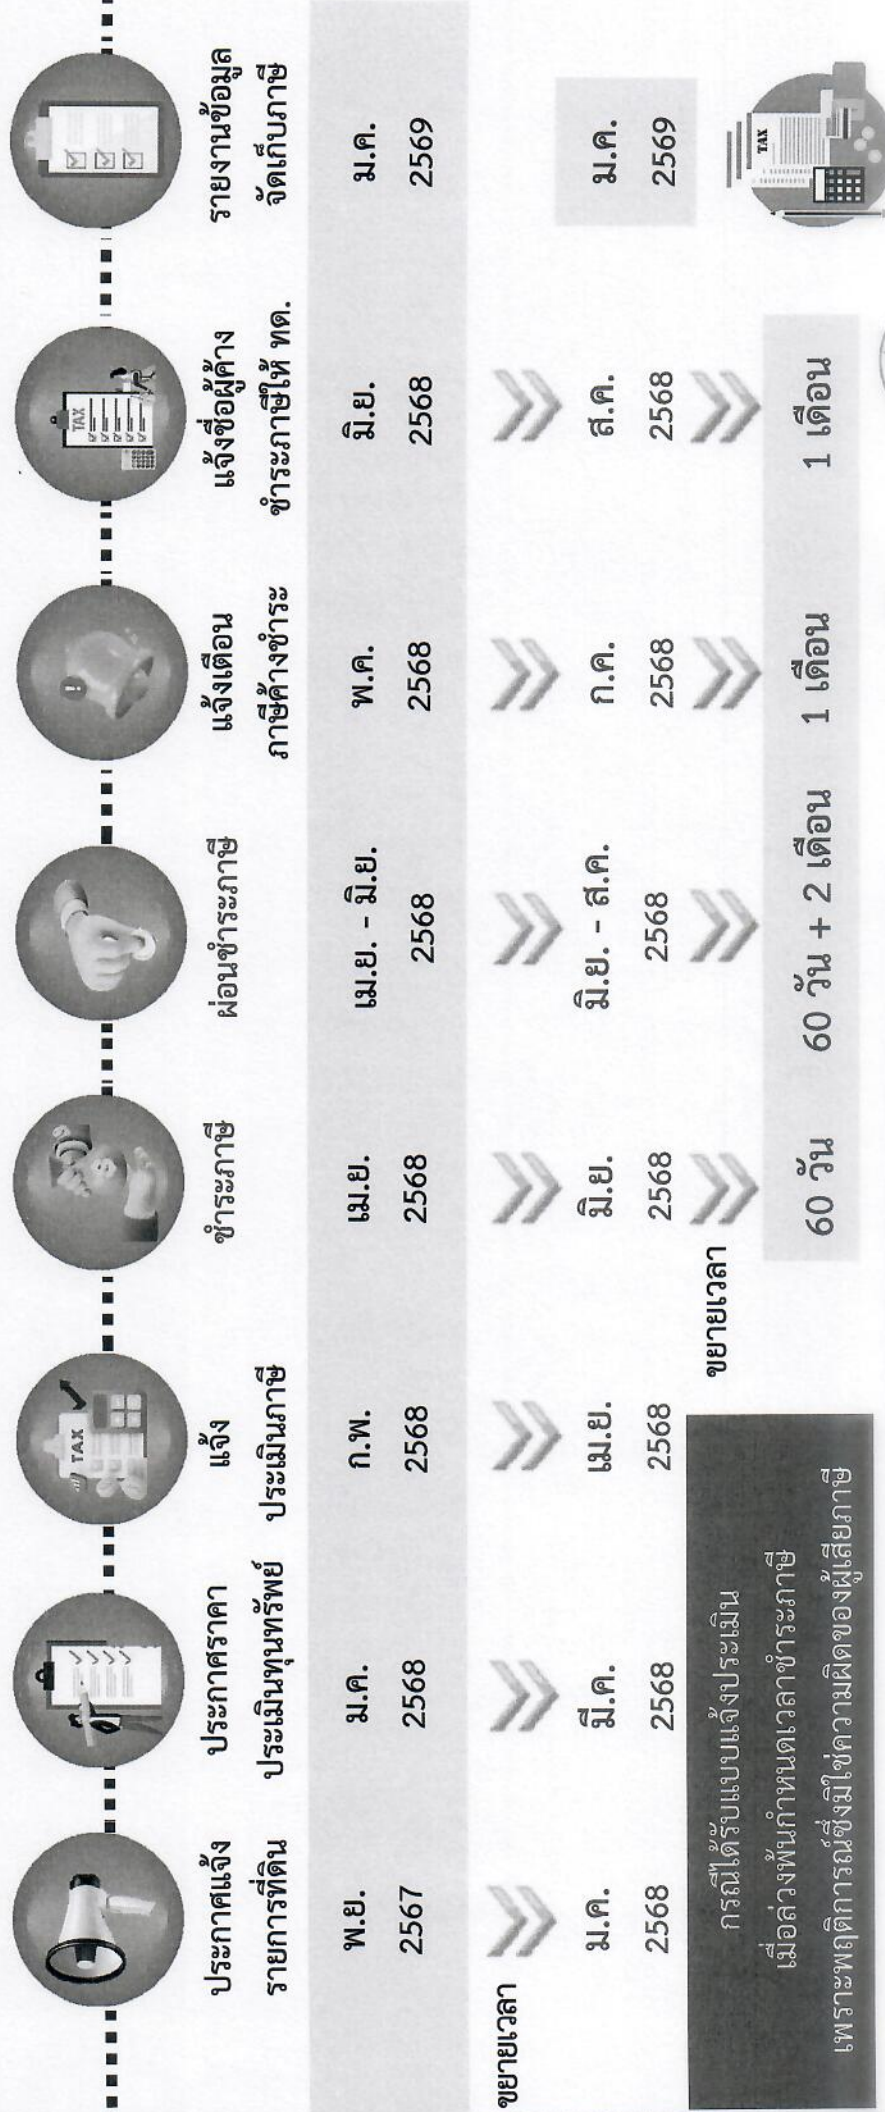 ประกาศแจ้ง
รายการที่ดิน
ประกาศราคา
ประเมินทุนทรัพย์
แจ้ง
ประเมินภาษี
ชำระภาษี
ผ่อนชำระภาษี
แจ้งเตือน
ภาษีค้างชำระ
แจ้งชื่อผู้ค้าง
ชำระภาษีให้ ทด.
รายงานข้อมูล
จัดเก็บภาษี
TAX
TAX
พ.ย.
2567
ม.ค.
2568
ก.พ.
2568
เม.ย.
2568
เม.ย. - มิ.ย.
2568
พ.ค.
2568
มิ.ย.
2568
ม.ค.
2569
ขยายเวลา
ม.ค.
2568
มี.ค.
2568
เม.ย.
2568
มิ.ย.
2568
มิ.ย. - ส.ค.
2568
ก.ค.
2568
ส.ค.
2568
ม.ค.
2569
กรณีได้รับแบบแจ้งประเมิน
เมื่อล่วงพ้นกำหนดเวลาชำระภาษี
เพราะพฤติการณ์ซึ่งมิใช่ความผิดของผู้เสียภาษี
ขยายเวลา
60 วัน
60 วัน + 2 เดือน
1 เดือน
1 เดือน
TAX